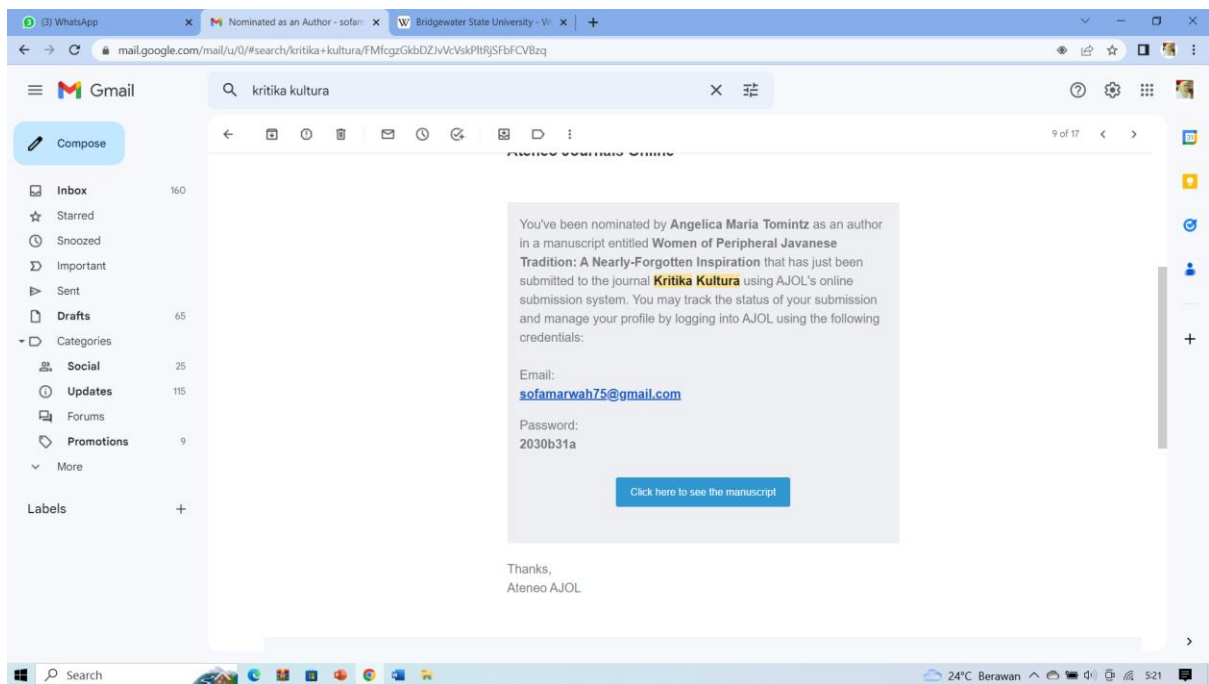 (3) WhatsApp
Nominated as an Author - sofam
Bridgewater State University - Wi
mail.google.com/mail/u/0/#search/kritika+kultura/FMfcgzGkbDZJvVcVskPltRjSFbFCVBzq
Gmail
kritika kultura
Compose
9 of 17
Ateneo Journals Online
Inbox 160
Starred
Snoozed
Important
Sent
Drafts 65
Categories
Social 25
Updates 115
Forums
Promotions 9
More
Labels
You've been nominated by Angelica Maria Tomintz as an author
in a manuscript entitled Women of Peripheral Javanese
Tradition: A Nearly-Forgotten Inspiration that has just been
submitted to the journal Kritika Kultura using AJOL's online
submission system. You may track the status of your submission
and manage your profile by logging into AJOL using the following
credentials:
Email:
sofamarwah75@gmail.com
Password:
2030b31a
Click here to see the manuscript
Thanks,
Ateneo AJOL
Search
24°C Berawan
5:21